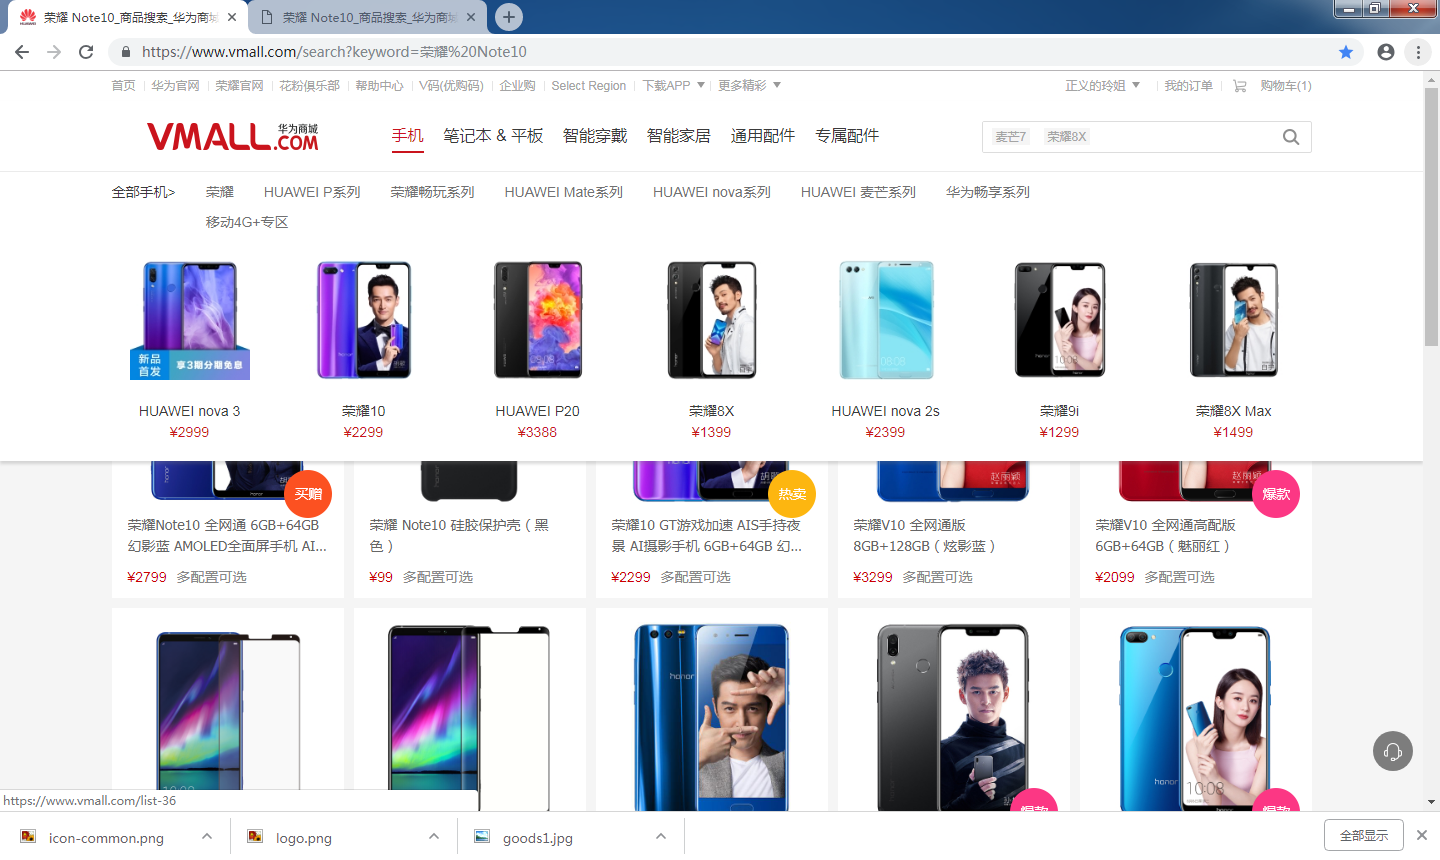 荣耀 Note10_商品搜索_华为商城
荣耀 Note10_商品搜索_华为商城
https://www.vmall.com/search?keyword=荣耀%20Note10
首页 华为官网 荣耀官网 花粉俱乐部 帮助中心 V码(优购码) 企业购 Select Region 下载APP 更多精彩 正义的玲姐 我的订单 购物车(1)
VMALL.COM 华为商城
手机 笔记本 & 平板 智能穿戴 智能家居 通用配件 专属配件 麦芒7 荣耀8X
全部手机> 荣耀 HUAWEI P系列 荣耀畅玩系列 HUAWEI Mate系列 HUAWEI nova系列 HUAWEI 麦芒系列 华为畅享系列
移动4G+专区
新品首发 享3期分期免息
HUAWEI nova 3 荣耀10 HUAWEI P20 荣耀8X HUAWEI nova 2s 荣耀9i 荣耀8X Max
¥2999 ¥2299 ¥3388 ¥1399 ¥2399 ¥1299 ¥1499
买赠 热卖 爆款
荣耀Note10 全网通 6GB+64GB 荣耀 Note10 硅胶保护壳（黑 荣耀10 GT游戏加速 AIS手持夜 荣耀V10 全网通版 荣耀V10 全网通高配版
幻影蓝 AMOLED全面屏手机 AI... 色） 景 AI摄影手机 6GB+64GB 幻... 8GB+128GB（炫影蓝） 6GB+64GB（魅丽红）
¥2799 多配置可选 ¥99 多配置可选 ¥2299 多配置可选 ¥3299 多配置可选 ¥2099 多配置可选
honor honor 10:08
爆款 爆款
https://www.vmall.com/list-36
icon-common.png logo.png goods1.jpg 全部显示